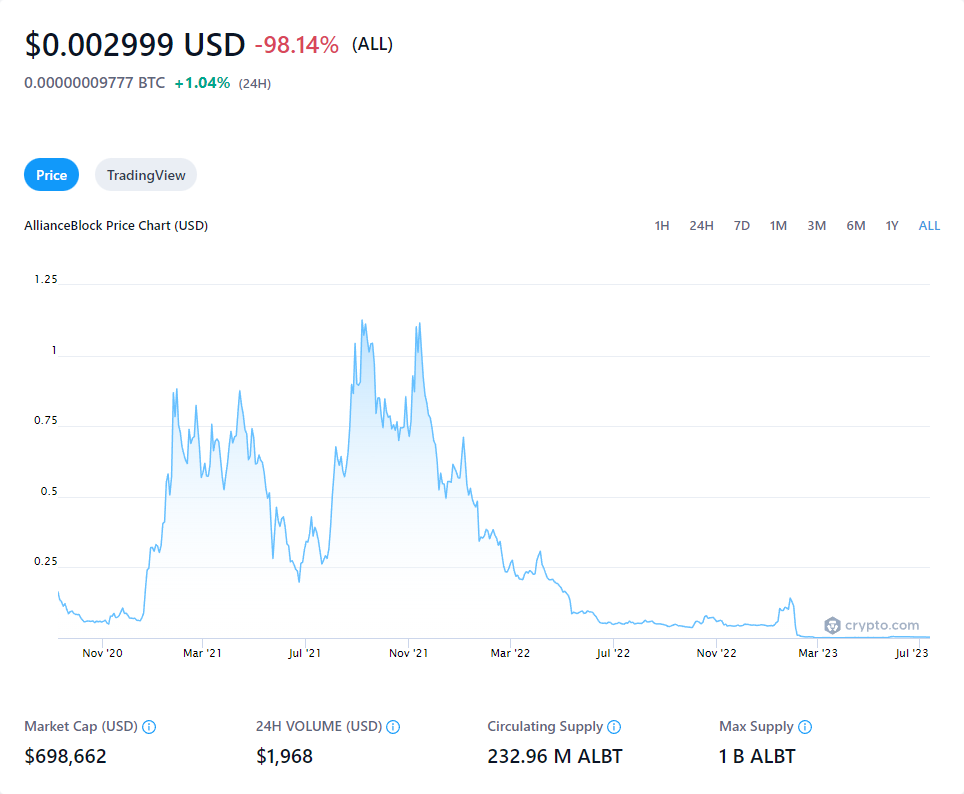 $0.002999 USD -98.14% (ALL)
0.00000009777 BTC +1.04% (24H)
Price TradingView
AllianceBlock Price Chart (USD) 1H 24H 7D 1M 3M 6M 1Y ALL
1.25
1
0.75
0.5
0.25
crypto.com
Nov '20 Mar '21 Jul '21 Nov '21 Mar '22 Jul '22 Nov '22 Mar '23 Jul '23
Market Cap (USD) 24H VOLUME (USD) Circulating Supply Max Supply
$698,662 $1,968 232.96 M ALBT 1 B ALBT